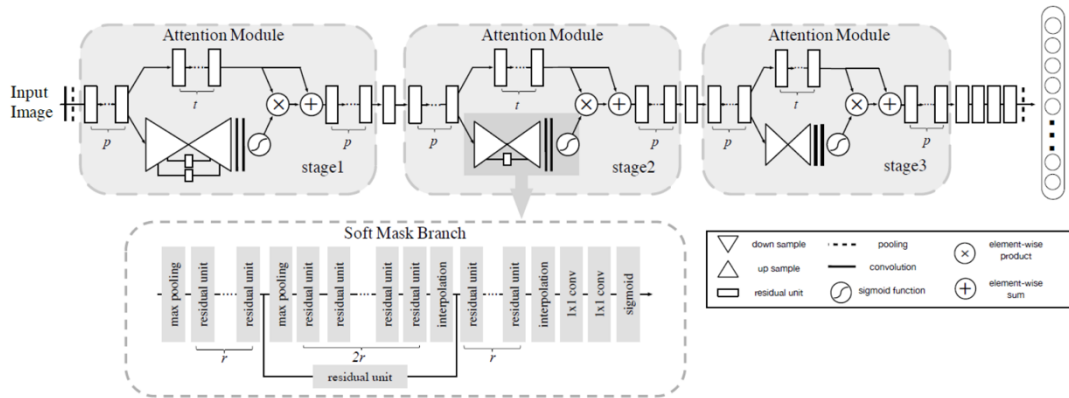 Attention Module
Attention Module
Attention Module
Input
Image
t
t
t
p
p
p
p
p
p
stage1
stage2
stage3
Soft Mask Branch
max pooling
residual unit
residual unit
max pooling
residual unit
residual unit
residual unit
residual unit
interpolation
residual unit
residual unit
interpolation
1x1 conv
1x1 conv
sigmoid
r
2r
r
residual unit
down sample
pooling
element-wise
product
up sample
convolution
residual unit
sigmoid function
element-wise
sum